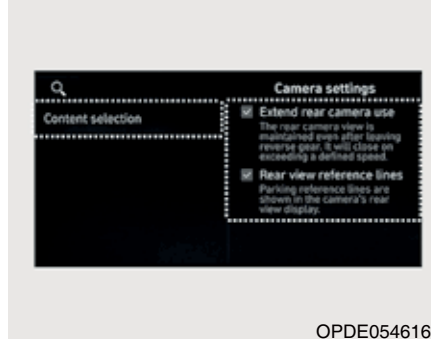 Camera settings
Content selection
Extend rear camera use
The rear camera view is
maintained even after leaving
reverse gear. It will close on
exceeding a defined speed.
Rear view reference lines
Parking reference lines are
shown in the camera's rear
view display.
OPDE054616